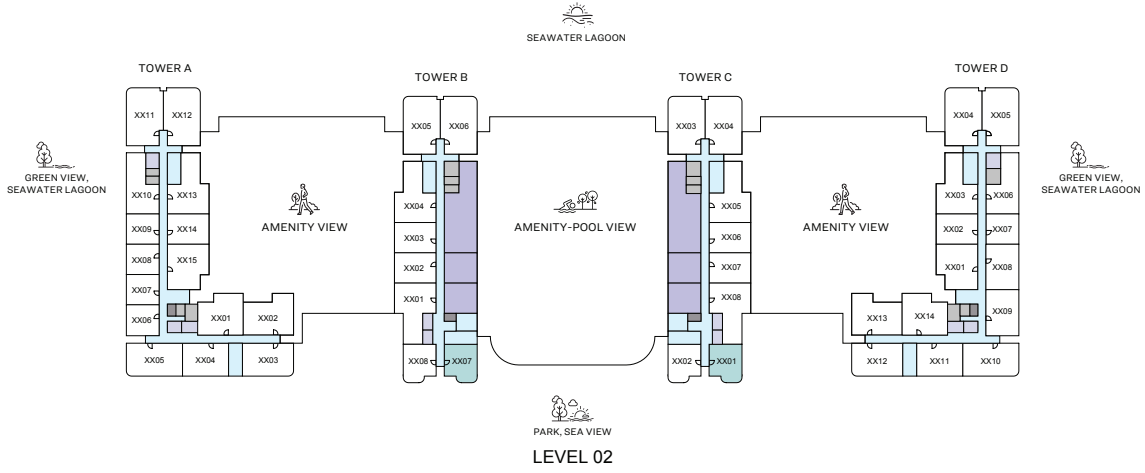 SEAWATER LAGOON
TOWER A
TOWER B
TOWER C
TOWER D
XX11
XX12
XX05
XX06
XX03
XX04
XX04
XX05
GREEN VIEW,
SEAWATER LAGOON
GREEN VIEW,
SEAWATER LAGOON
XX10
XX13
XX04
XX05
XX03
XX06
XX09
XX14
AMENITY VIEW
XX03
AMENITY-POOL VIEW
XX06
AMENITY VIEW
XX02
XX07
XX08
XX15
XX02
XX07
XX01
XX08
XX07
XX01
XX08
XX06
XX01
XX02
XX13
XX14
XX09
XX05
XX04
XX03
XX08
XX07
XX02
XX01
XX12
XX11
XX10
PARK, SEA VIEW
LEVEL 02